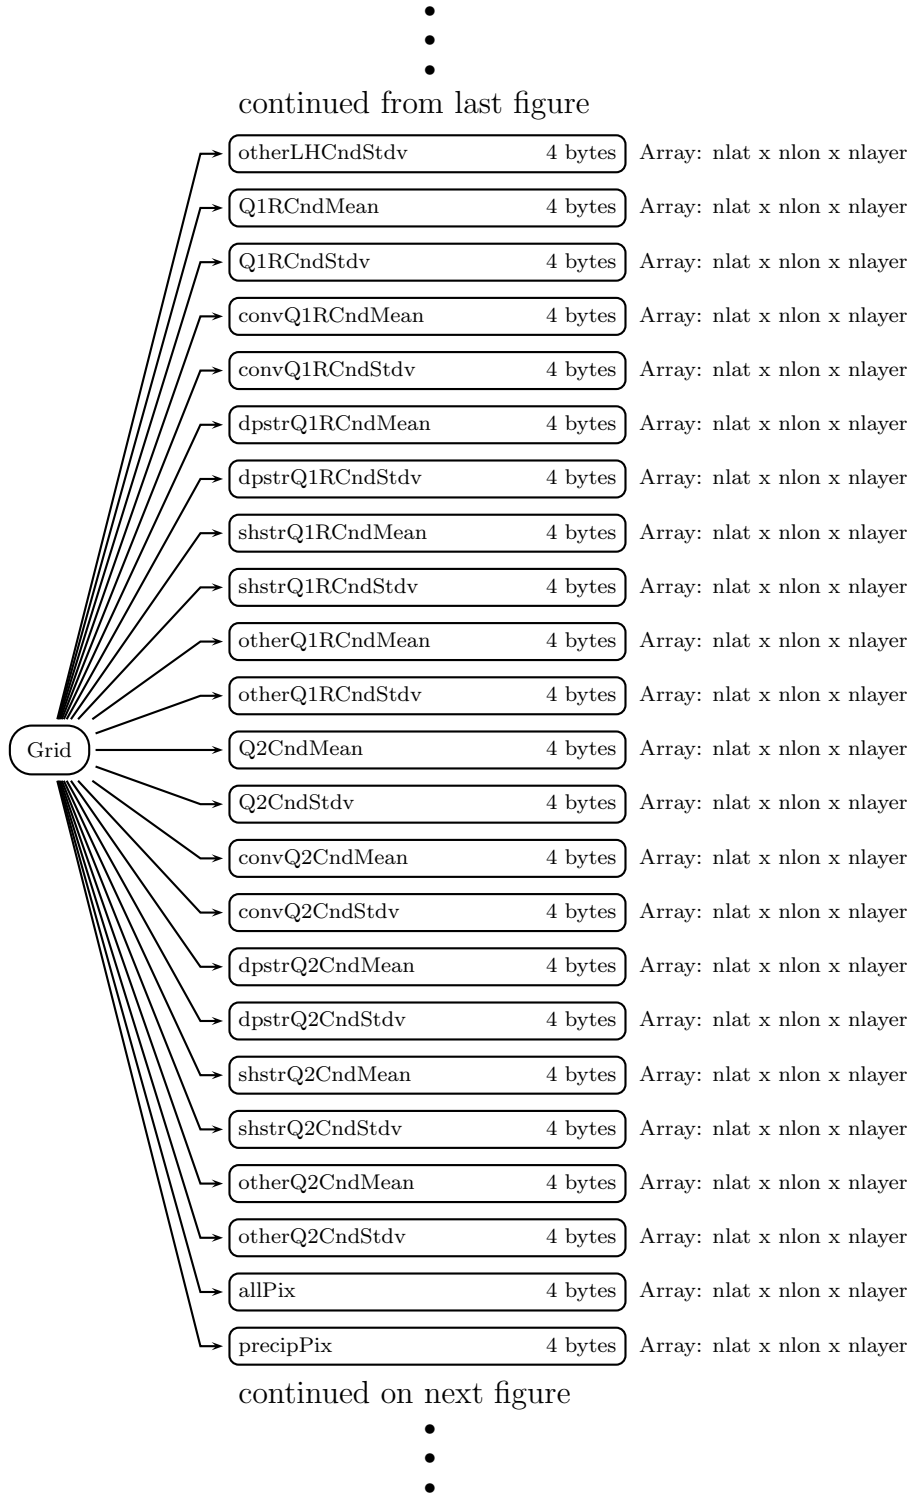 continued from last figure
otherLHCndStdv 4 bytes Array: nlat x nlon x nlayer
Q1RCndMean 4 bytes Array: nlat x nlon x nlayer
Q1RCndStdv 4 bytes Array: nlat x nlon x nlayer
convQ1RCndMean 4 bytes Array: nlat x nlon x nlayer
convQ1RCndStdv 4 bytes Array: nlat x nlon x nlayer
dpstrQ1RCndMean 4 bytes Array: nlat x nlon x nlayer
dpstrQ1RCndStdv 4 bytes Array: nlat x nlon x nlayer
shstrQ1RCndMean 4 bytes Array: nlat x nlon x nlayer
shstrQ1RCndStdv 4 bytes Array: nlat x nlon x nlayer
otherQ1RCndMean 4 bytes Array: nlat x nlon x nlayer
otherQ1RCndStdv 4 bytes Array: nlat x nlon x nlayer
Grid Q2CndMean 4 bytes Array: nlat x nlon x nlayer
Q2CndStdv 4 bytes Array: nlat x nlon x nlayer
convQ2CndMean 4 bytes Array: nlat x nlon x nlayer
convQ2CndStdv 4 bytes Array: nlat x nlon x nlayer
dpstrQ2CndMean 4 bytes Array: nlat x nlon x nlayer
dpstrQ2CndStdv 4 bytes Array: nlat x nlon x nlayer
shstrQ2CndMean 4 bytes Array: nlat x nlon x nlayer
shstrQ2CndStdv 4 bytes Array: nlat x nlon x nlayer
otherQ2CndMean 4 bytes Array: nlat x nlon x nlayer
otherQ2CndStdv 4 bytes Array: nlat x nlon x nlayer
allPix 4 bytes Array: nlat x nlon x nlayer
precipPix 4 bytes Array: nlat x nlon x nlayer
continued on next figure